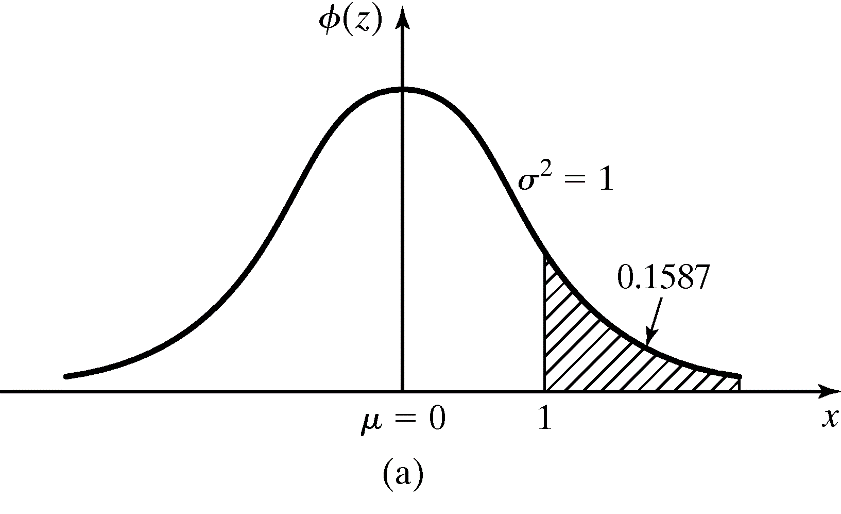 ϕ(z)
σ² = 1
0.1587
μ = 0
1
x
(a)